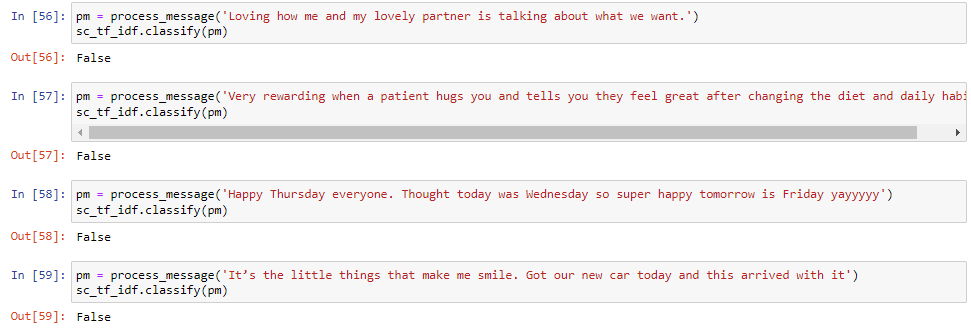 In [56]: pm = process_message('Loving how me and my lovely partner is talking about what we want.')
sc_tf_idf.classify(pm)
Out[56]: False
In [57]: pm = process_message('Very rewarding when a patient hugs you and tells you they feel great after changing the diet and daily habi
sc_tf_idf.classify(pm)
Out[57]: False
In [58]: pm = process_message('Happy Thursday everyone. Thought today was Wednesday so super happy tomorrow is Friday yayyyyy')
sc_tf_idf.classify(pm)
Out[58]: False
In [59]: pm = process_message('It’s the little things that make me smile. Got our new car today and this arrived with it')
sc_tf_idf.classify(pm)
Out[59]: False